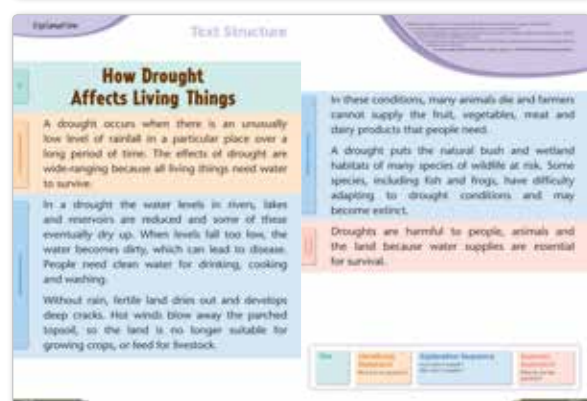 Explanation
Text Structure
How Drought
Affects Living Things
A drought occurs when there is an unusually
low level of rainfall in a particular place over a
long period of time. The effects of drought are
wide-ranging because all living things need water
to survive.
In a drought the water levels in rivers, lakes
and reservoirs are reduced and some of these
eventually dry up. When levels fall too low, the
water becomes dirty, which can lead to disease.
People need clean water for drinking, cooking
and washing.
Without rain, fertile land dries out and develops
deep cracks. Hot winds blow away the parched
topsoil, so the land is no longer suitable for
growing crops, or feed for livestock.
In these conditions, many animals die and farmers
cannot supply the fruit, vegetables, meat and
dairy products that people need.
A drought puts the natural bush and wetland
habitats of many species of wildlife at risk. Some
species, including fish and frogs, have difficulty
adapting to drought conditions and may
become extinct.
Droughts are harmful to people, animals and
the land because water supplies are essential
for survival.
Title
Explanation Sequence